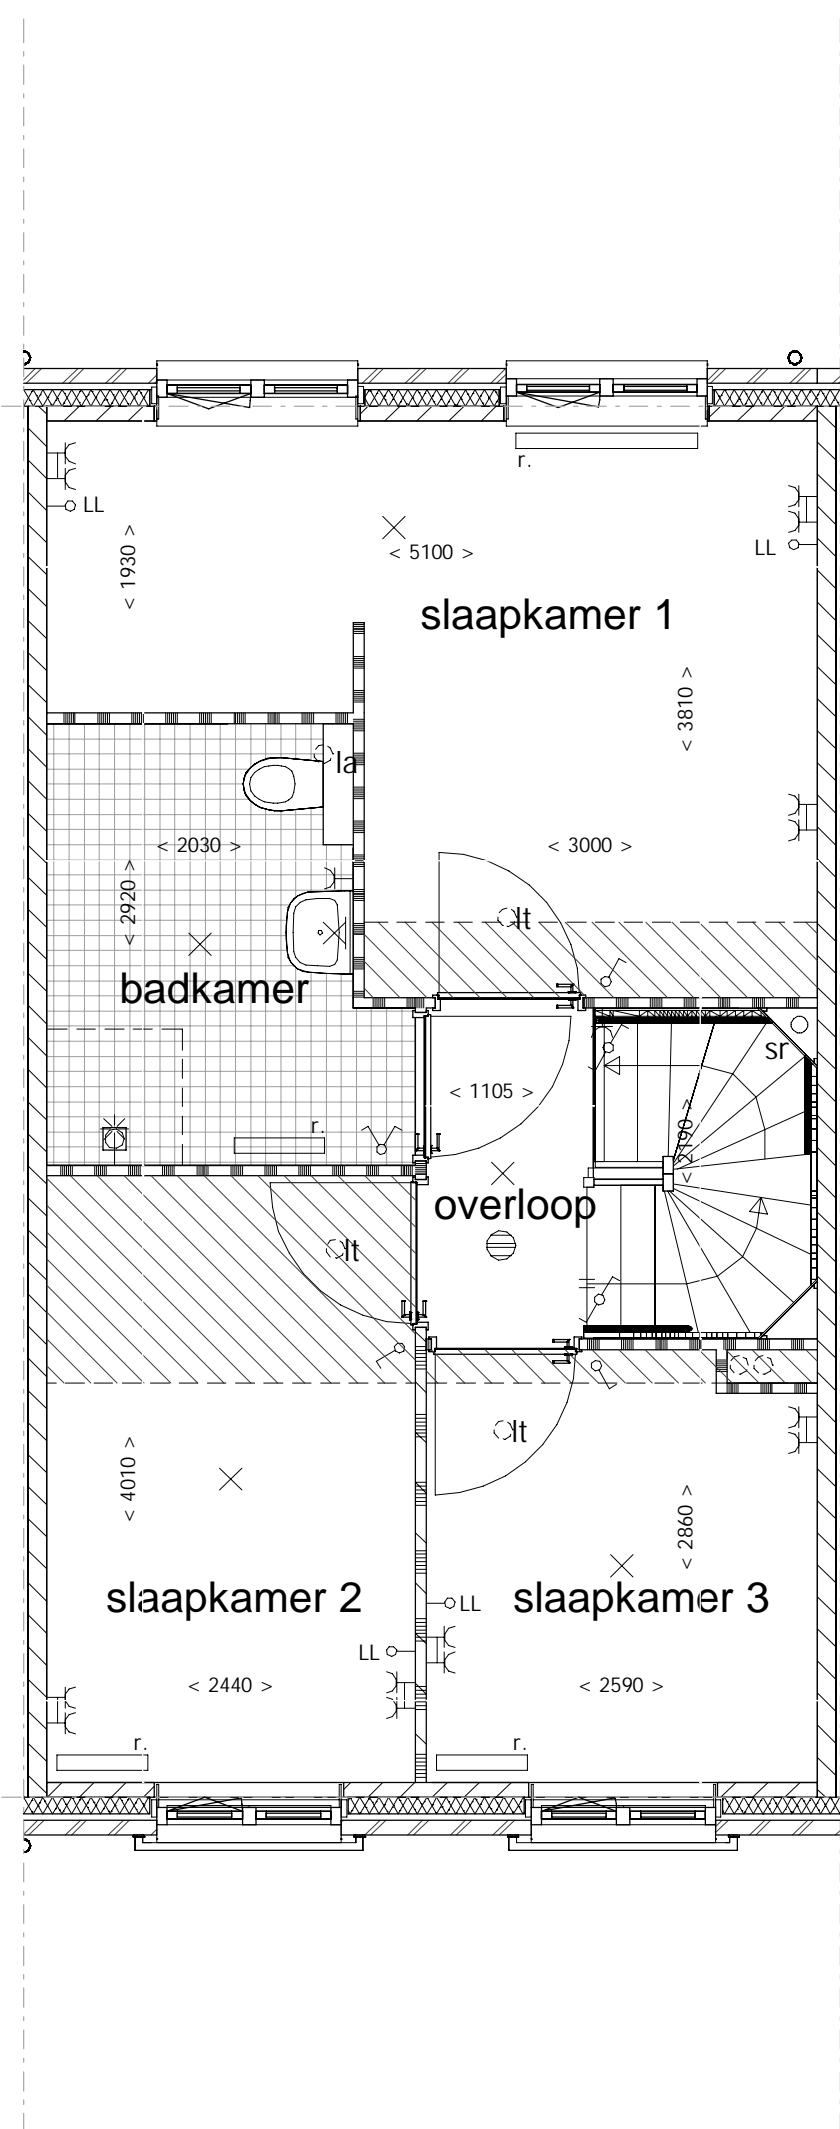 r.
LL
< 1930 >
< 5100 >
LL
slaapkamer 1
< 3810 >
la
< 2030 >
< 3000 >
< 2920 >
lt
badkamer
sr
< 1105 >
r.
< 2190 >
overloop
lt
lt
< 4010 >
< 2860 >
slaapkamer 2
slaapkamer 3
LL
LL
< 2440 >
< 2590 >
r.
r.